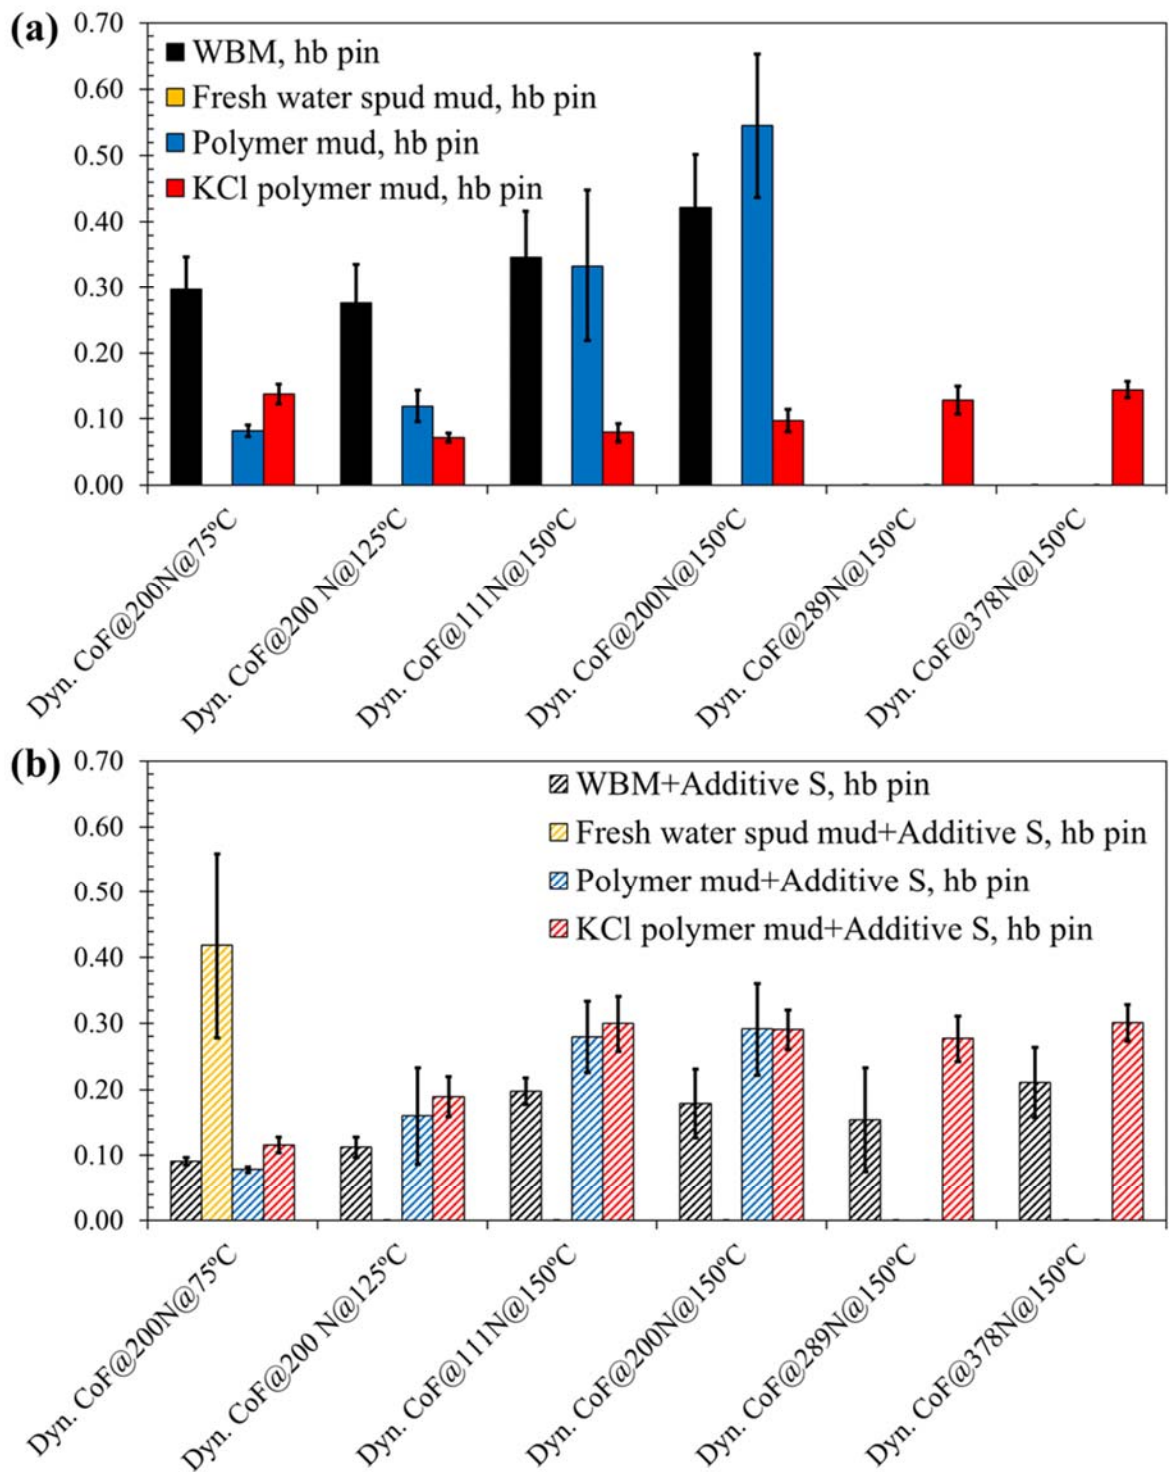 (a)
0.70
0.60
0.50
0.40
0.30
0.20
0.10
0.00
WBM, hb pin
Fresh water spud mud, hb pin
Polymer mud, hb pin
KCl polymer mud, hb pin
Dyn. CoF@200N@75ºC
Dyn. CoF@200 N@125ºC
Dyn. CoF@111N@150ºC
Dyn. CoF@200N@150ºC
Dyn. CoF@289N@150ºC
Dyn. CoF@378N@150ºC
(b)
0.70
0.60
0.50
0.40
0.30
0.20
0.10
0.00
WBM+Additive S, hb pin
Fresh water spud mud+Additive S, hb pin
Polymer mud+Additive S, hb pin
KCl polymer mud+Additive S, hb pin
Dyn. CoF@200N@75ºC
Dyn. CoF@200 N@125ºC
Dyn. CoF@111N@150ºC
Dyn. CoF@200N@150ºC
Dyn. CoF@289N@150ºC
Dyn. CoF@378N@150ºC